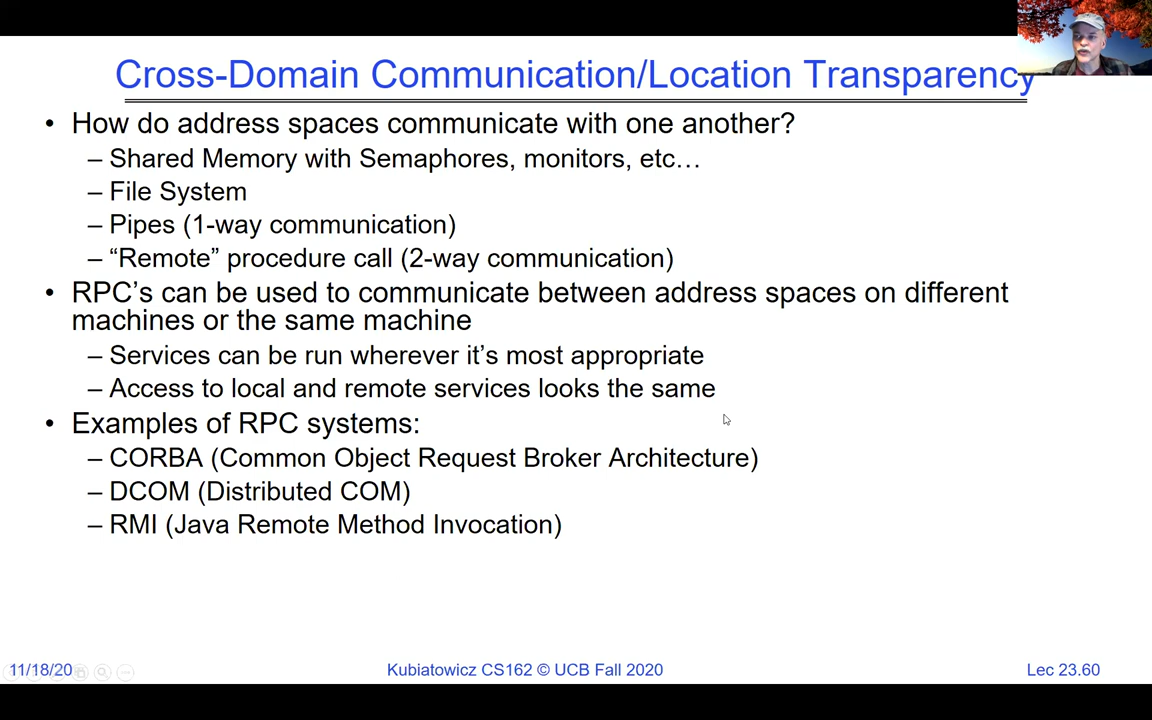 Cross-Domain Communication/Location Transparency
• How do address spaces communicate with one another?
– Shared Memory with Semaphores, monitors, etc…
– File System
– Pipes (1-way communication)
– “Remote” procedure call (2-way communication)
• RPC’s can be used to communicate between address spaces on different
machines or the same machine
– Services can be run wherever it’s most appropriate
– Access to local and remote services looks the same
• Examples of RPC systems:
– CORBA (Common Object Request Broker Architecture)
– DCOM (Distributed COM)
– RMI (Java Remote Method Invocation)
11/18/20
Kubiatowicz CS162 © UCB Fall 2020
Lec 23.60